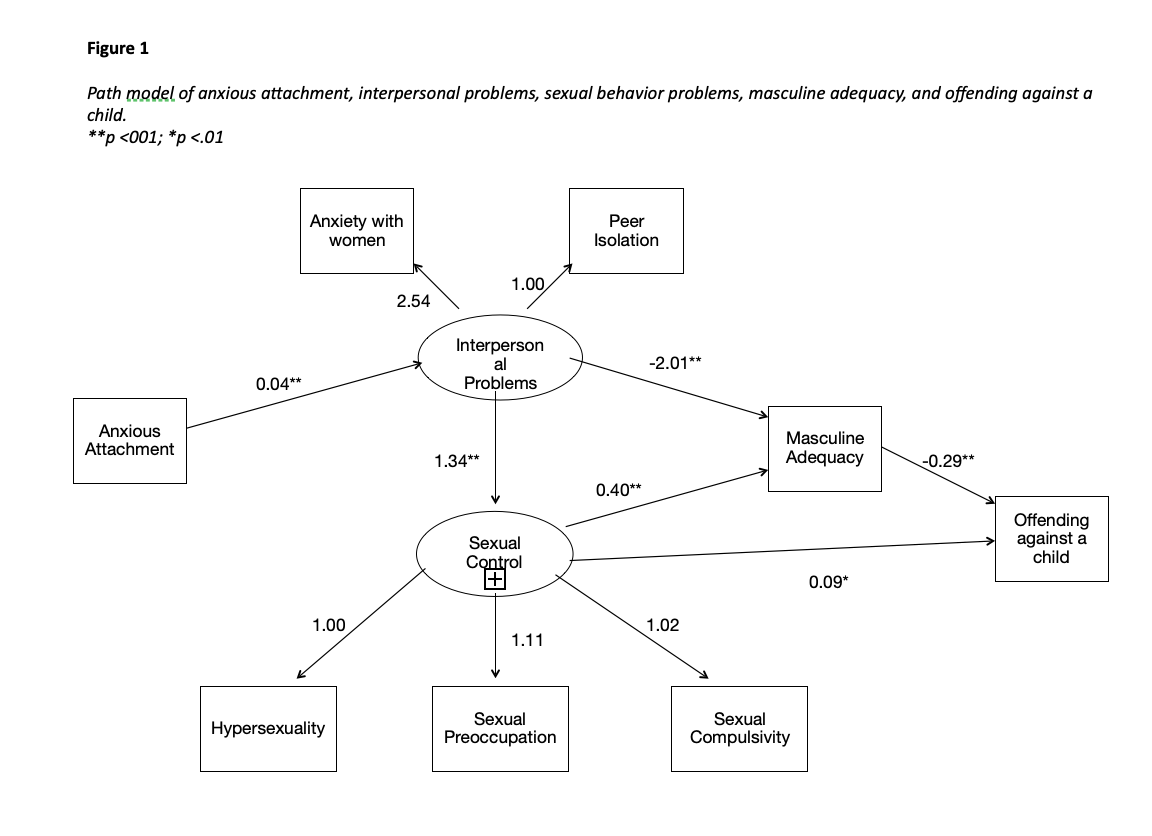 Figure 1
Path model of anxious attachment, interpersonal problems, sexual behavior problems, masculine adequacy, and offending against a
child.
**p <001; *p <.01
Anxiety with
women
Peer
Isolation
1.00
2.54
Interperson
al
Problems
-2.01**
0.04**
Anxious
Attachment
Masculine
Adequacy
1.34**
-0.29**
0.40**
Offending
against a
child
Sexual
Control
0.09*
1.00
1.11
1.02
Hypersexuality
Sexual
Preoccupation
Sexual
Compulsivity